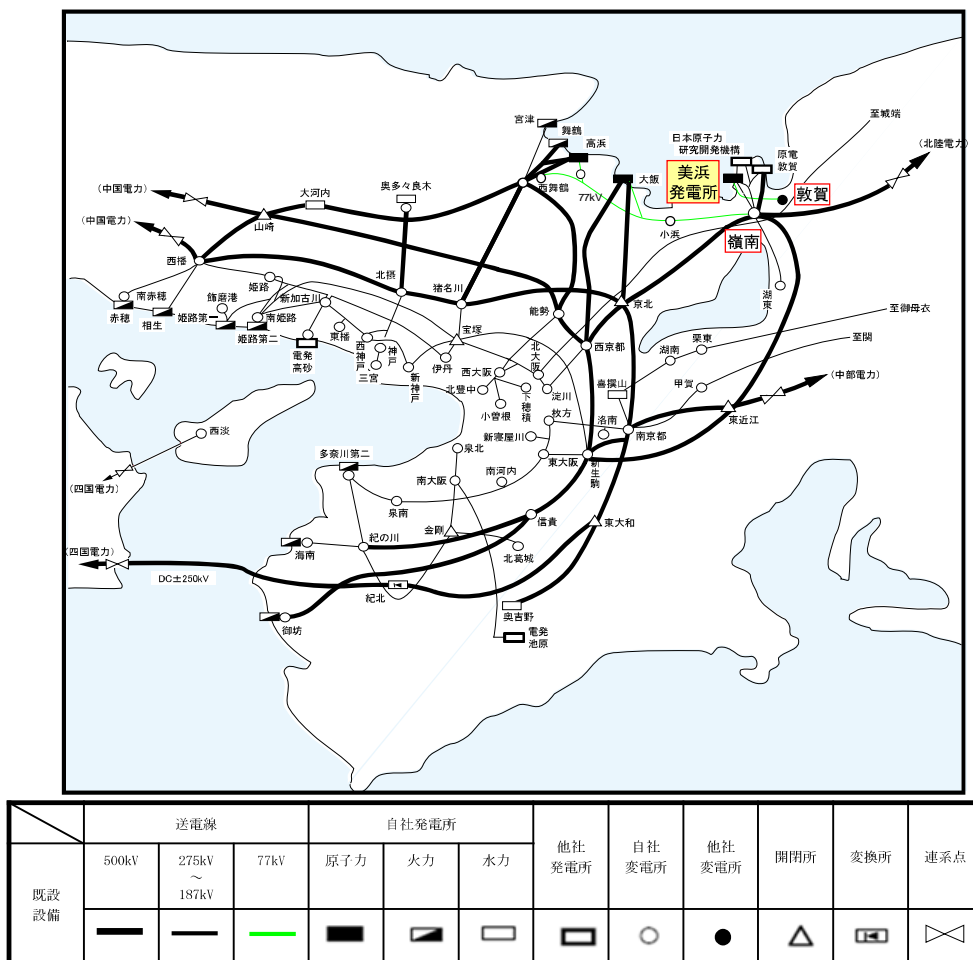 宮津
舞鶴
高浜
日本原子力
研究開発機構
原電
敦賀
至城端
(北陸電力)
大飯
美浜
発電所
敦賀
西舞鶴
77kV
小浜
嶺南
(中国電力)
大河内
奥多々良木
(中国電力)
山崎
西播
北摂
猪名川
能勢
京北
湖東
姫路
南赤穂
飾磨港
新加古川
赤穂
相生
姫路第一
南姫路
姫路第二
東播
電発
高砂
西神戸
神戸
三宮
新神戸
宝塚
伊丹
西大阪
北大阪
西京都
北豊中
小曽根
下穂積
淀川
湖南
栗東
至御母衣
至関
喜撰山
甲賀
(中部電力)
東近江
枚方
洛南
南京都
新寝屋川
東大阪
新生駒
西淡
(四国電力)
多奈川第二
泉北
南大阪
南河内
泉南
金剛
信貴
東大和
北葛城
海南
紀の川
(四国電力)
DC±250kV
紀北
御坊
奥吉野
電発
池原
送電線
自社発電所
他社
発電所
自社
変電所
他社
変電所
開閉所
変換所
連系点
500kV
275kV
～
187kV
77kV
原子力
火力
水力
既設
設備